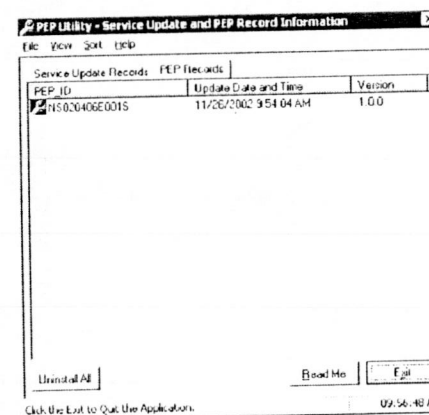 PEP Utility - Service Update and PEP Record Information
File View Sort Help
Service Update Records PEP Records
PEP_ID Update Date and Time Version
NS020406E001S 11/26/2002 9:54:04 AM 1.0.0
Uninstall All Read Me Exit
Click the Exit to Quit the Application. 09:56:48